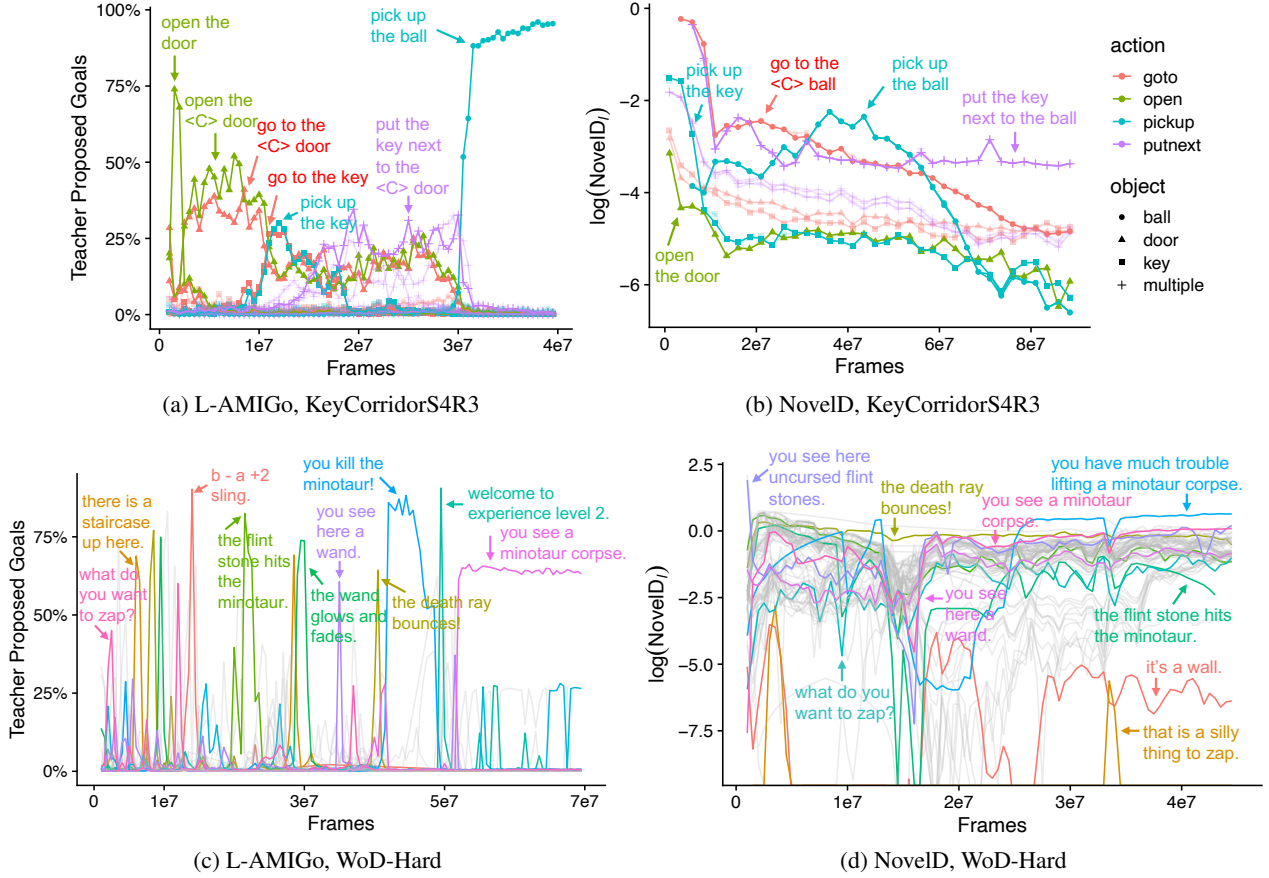 Teacher Proposed Goals
100%
75%
50%
25%
0%
open the
door
open the
<C> door
go to the
<C> door
go to the key
pick up
the key
put the
key next
to the
<C> door
pick up
the ball
0
1e7
2e7
3e7
4e7
Frames
(a) L-AMIGo, KeyCorridorS4R3
log(NovelD_l)
0
−2
−4
−6
pick up
the key
go to the
<C> ball
pick up
the ball
put the key
next to the ball
open
the door
0
2e7
4e7
6e7
8e7
Frames
(b) NovelD, KeyCorridorS4R3
action
goto
open
pickup
putnext
object
ball
door
key
multiple
Teacher Proposed Goals
75%
50%
25%
0%
there is a
staircase
up here.
what do
you want
to zap?
b - a +2
sling.
the flint
stone hits
the
minotaur.
you kill the
minotaur!
you see
here a
wand.
the wand
glows and
fades.
the death ray
bounces!
welcome to
experience level 2.
you see a
minotaur corpse.
0
1e7
3e7
5e7
7e7
Frames
(c) L-AMIGo, WoD-Hard
log(NovelD_l)
2.5
0.0
−2.5
−5.0
−7.5
you see here
uncursed flint
stones.
the death ray
bounces!
you see a minotaur
corpse.
you have much trouble
lifting a minotaur corpse.
you see
here a
wand.
the flint stone hits
the minotaur.
what do you
want to zap?
it's a wall.
that is a silly
thing to zap.
0
1e7
2e7
3e7
4e7
Frames
(d) NovelD, WoD-Hard